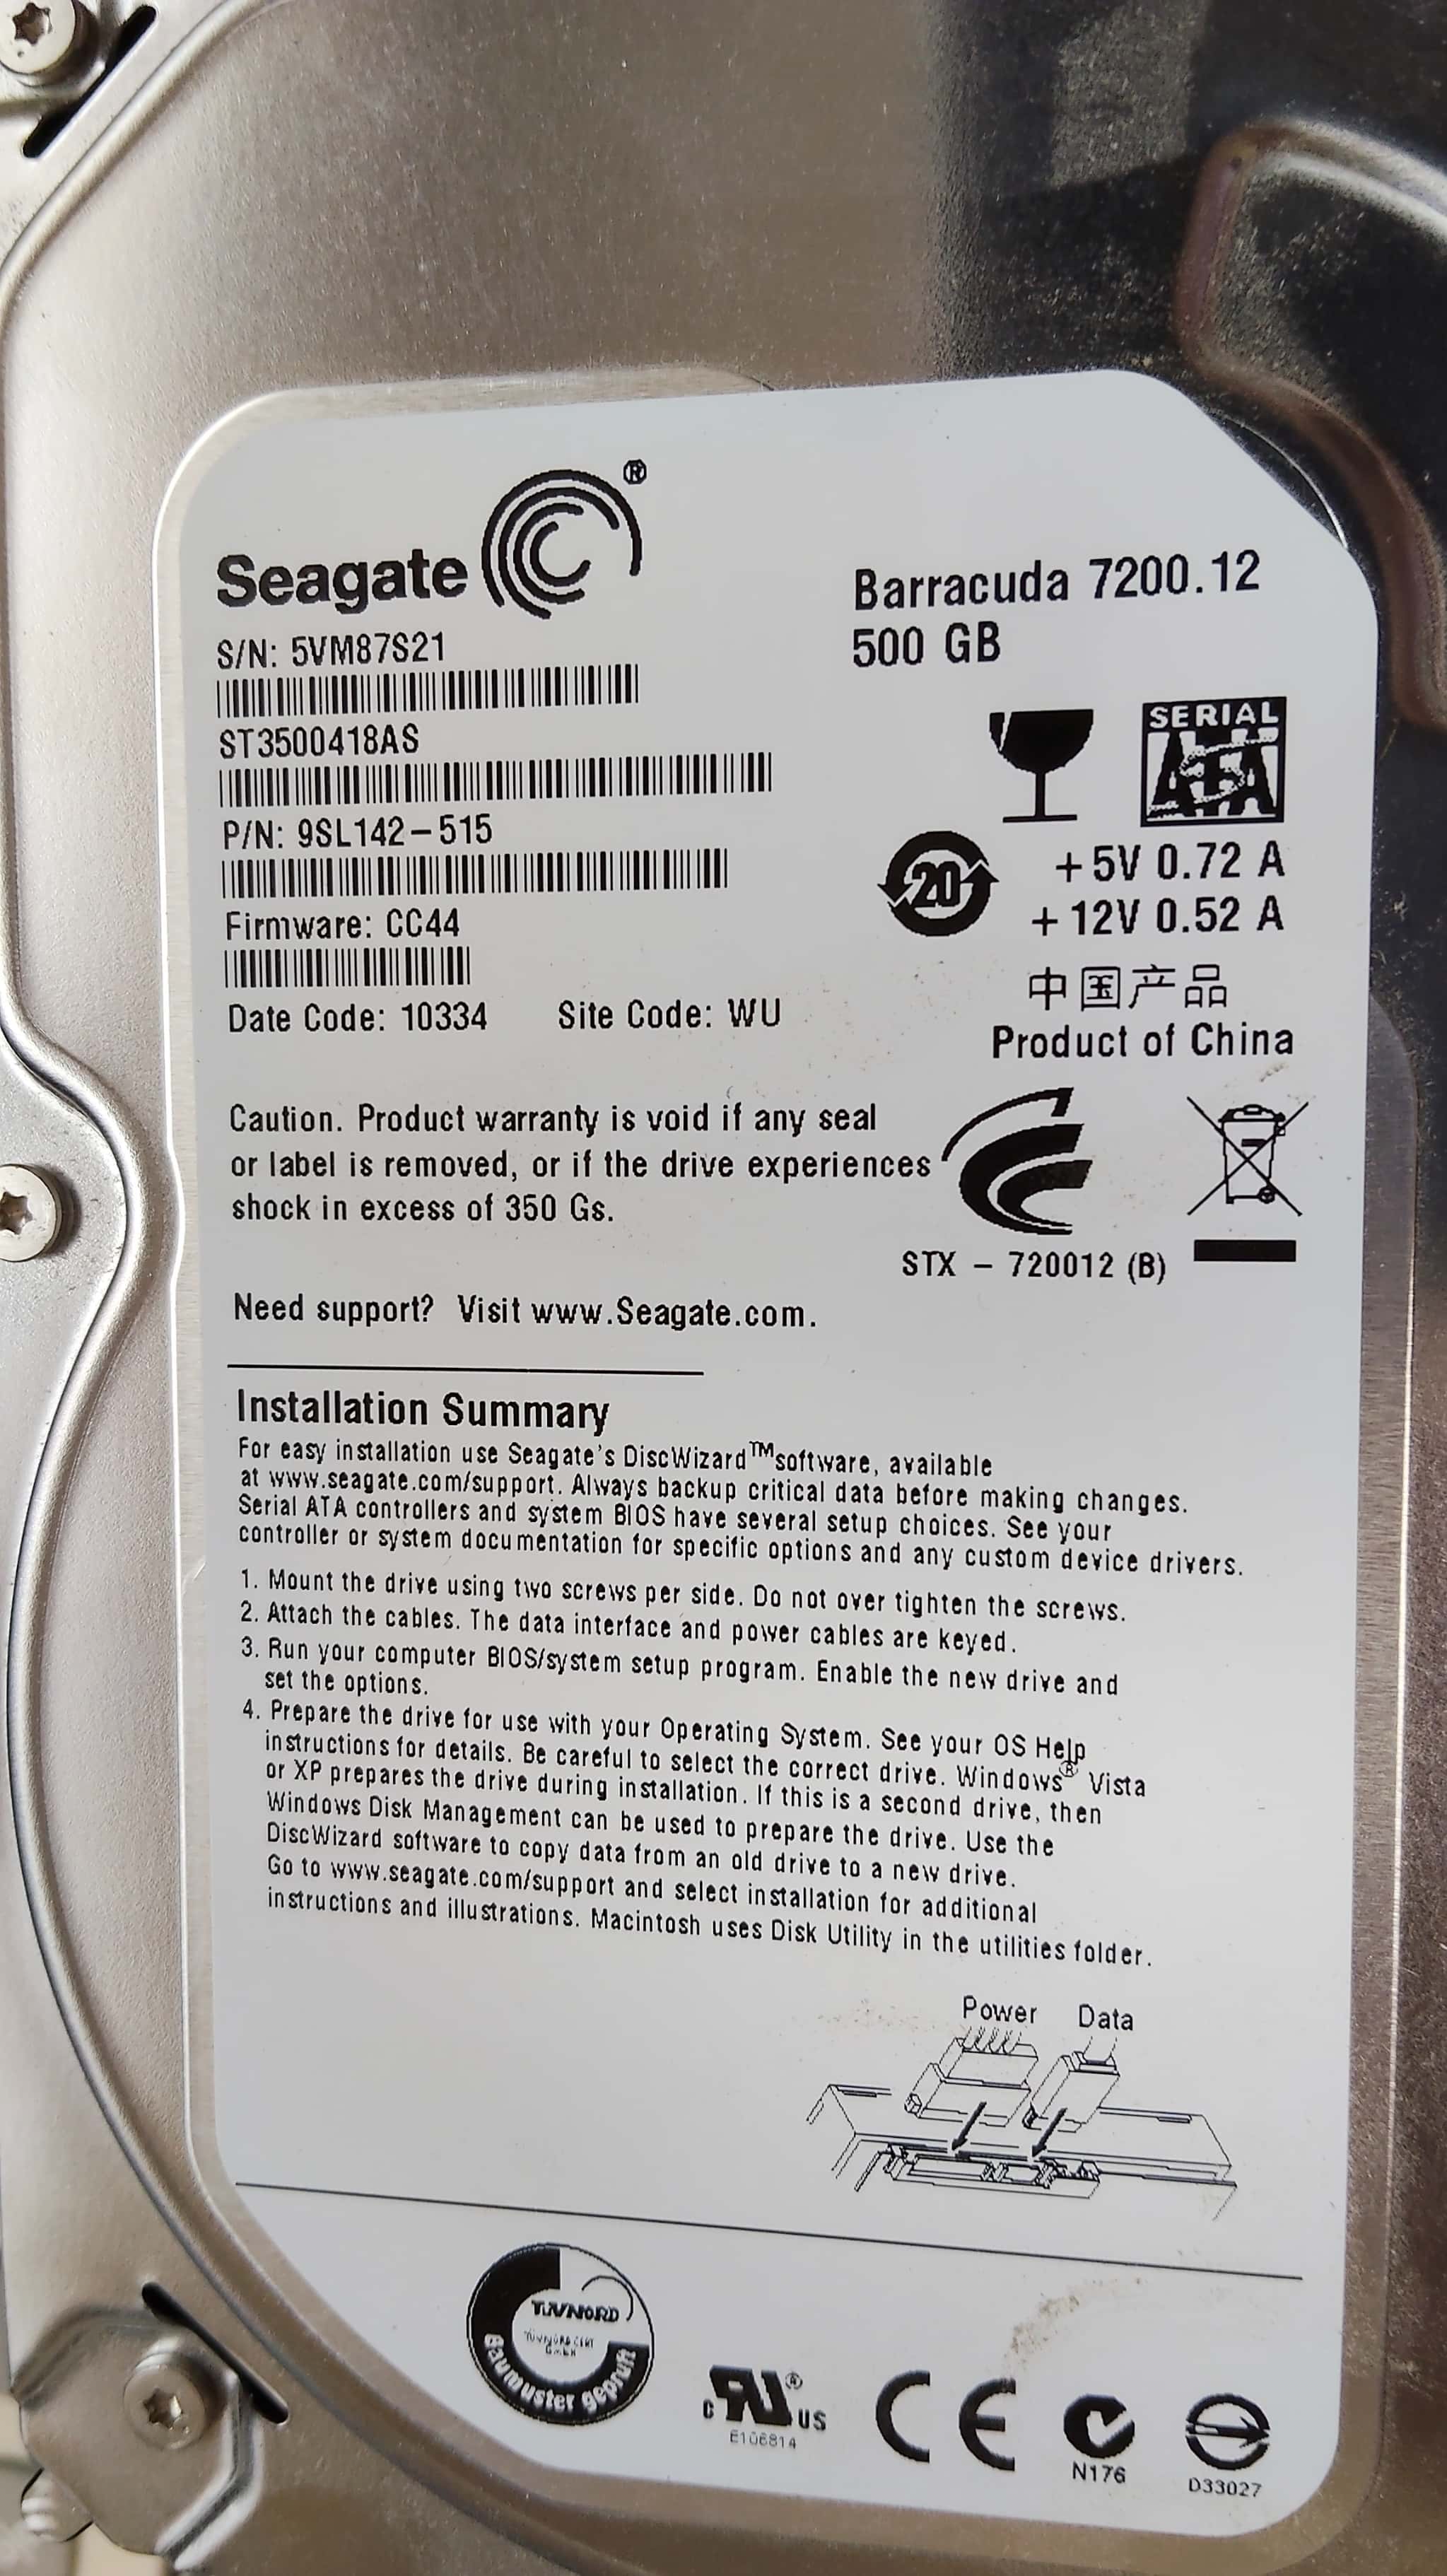 Seagate ®
Barracuda 7200.12
500 GB
S/N: 5VM87S21
ST3500418AS
P/N: 9SL142-515
Firmware: CC44
Date Code: 10334 Site Code: WU
SERIAL
ATA
20
+5V 0.72 A
+12V 0.52 A
中国产品
Product of China
Caution. Product warranty is void if any seal
or label is removed, or if the drive experiences
shock in excess of 350 Gs.
STX - 720012 (B)
Need support? Visit www.Seagate.com.
Installation Summary
For easy installation use Seagate's DiscWizard™ software, available
at www.seagate.com/support. Always backup critical data before making changes.
Serial ATA controllers and system BIOS have several setup choices. See your
controller or system documentation for specific options and any custom device drivers.
1. Mount the drive using two screws per side. Do not over tighten the screws.
2. Attach the cables. The data interface and power cables are keyed.
3. Run your computer BIOS/system setup program. Enable the new drive and
set the options.
4. Prepare the drive for use with your Operating System. See your OS Help
instructions for details. Be careful to select the correct drive. Windows® Vista
or XP prepares the drive during installation. If this is a second drive, then
Windows Disk Management can be used to prepare the drive. Use the
DiscWizard software to copy data from an old drive to a new drive.
Go to www.seagate.com/support and select installation for additional
instructions and illustrations. Macintosh uses Disk Utility in the utilities folder.
Power Data
TÜVNORD
TÜV NORD CERT
GmbH
Baumuster geprüft
c RU ® US
E106814
CE
N176
D33027